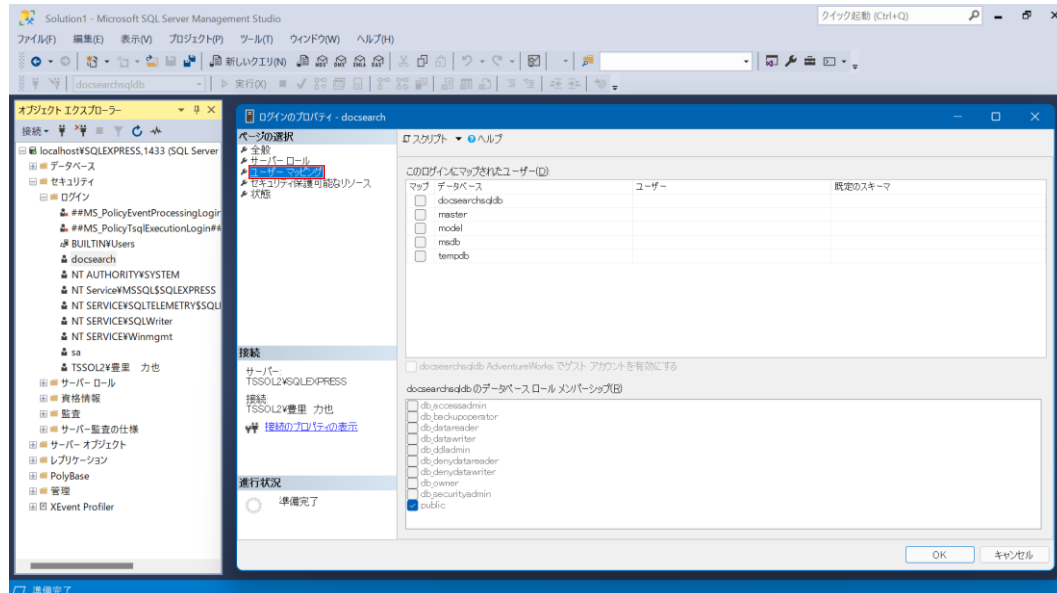 Solution1 - Microsoft SQL Server Management Studio
クイック起動 (Ctrl+Q)
ファイル(F) 編集(E) 表示(V) プロジェクト(P) ツール(T) ウィンドウ(W) ヘルプ(H)
新しいクエリ(N)
docsearchsqldb
実行(X)
オブジェクト エクスプローラー
接続
localhost¥SQLEXPRESS,1433 (SQL Server
データベース
セキュリティ
ログイン
##MS_PolicyEventProcessingLogin
##MS_PolicyTsqlExecutionLogin##
BUILTIN¥Users
docsearch
NT AUTHORITY¥SYSTEM
NT Service¥MSSQL$SQLEXPRESS
NT SERVICE¥SQLTELEMETRY$SQLE
NT SERVICE¥SQLWriter
NT SERVICE¥Winmgmt
sa
TSSOL2¥豊里 力也
サーバー ロール
資格情報
監査
サーバー監査の仕様
サーバー オブジェクト
レプリケーション
PolyBase
管理
XEvent Profiler
ログインのプロパティ - docsearch
ページの選択
全般
サーバー ロール
ユーザー マッピング
セキュリティ保護可能なリソース
状態
接続
サーバー:
TSSOL2¥SQLEXPRESS
接続:
TSSOL2¥豊里 力也
接続のプロパティの表示
進行状況
準備完了
スクリプト ヘルプ
このログインにマップされたユーザー(D):
マップ データベース ユーザー 既定のスキーマ
docsearchsqldb
master
model
msdb
tempdb
docsearchsqldb AdventureWorks でゲスト アカウントを有効にする
docsearchsqldb のデータベース ロール メンバーシップ(R)
db_accessadmin
db_backupoperator
db_datareader
db_datawriter
db_ddladmin
db_denydatareader
db_denydatawriter
db_owner
db_securityadmin
public
OK キャンセル
準備完了